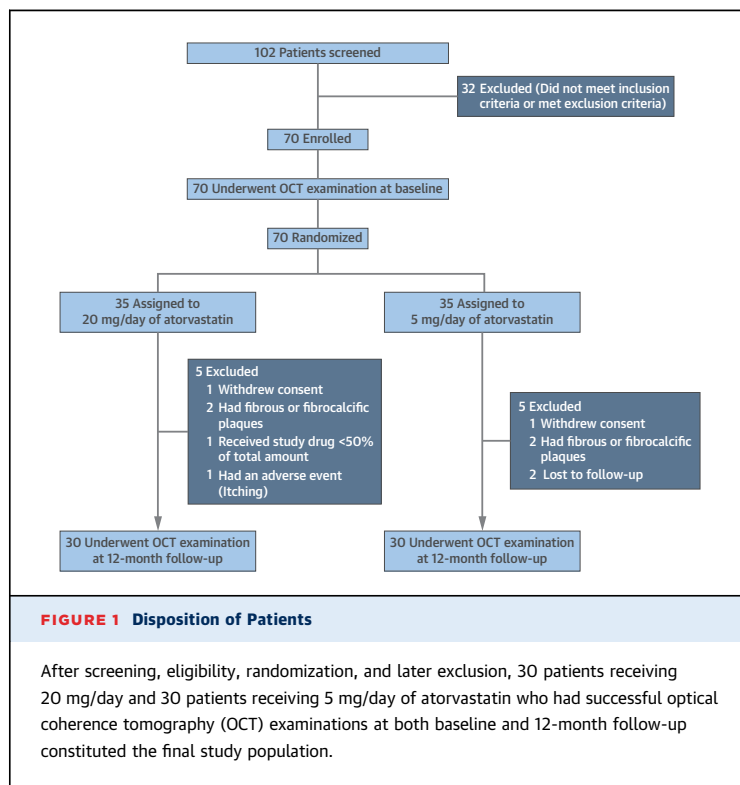 102 Patients screened
32 Excluded (Did not meet inclusion
criteria or met exclusion criteria)
70 Enrolled
70 Underwent OCT examination at baseline
70 Randomized
35 Assigned to
20 mg/day of atorvastatin
35 Assigned to
5 mg/day of atorvastatin
5 Excluded
1 Withdrew consent
2 Had fibrous or fibrocalcific
plaques
1 Received study drug <50%
of total amount
1 Had an adverse event
(Itching)
5 Excluded
1 Withdrew consent
2 Had fibrous or fibrocalcific
plaques
2 Lost to follow-up
30 Underwent OCT examination
at 12-month follow-up
30 Underwent OCT examination
at 12-month follow-up
FIGURE 1 Disposition of Patients
After screening, eligibility, randomization, and later exclusion, 30 patients receiving
20 mg/day and 30 patients receiving 5 mg/day of atorvastatin who had successful optical
coherence tomography (OCT) examinations at both baseline and 12-month follow-up
constituted the final study population.